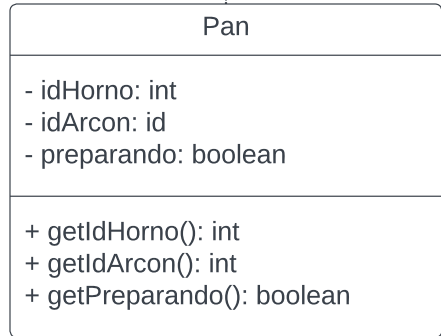 Pan
- idHorno: int
- idArcon: id
- preparando: boolean
+ getIdHorno(): int
+ getIdArcon(): int
+ getPreparando(): boolean